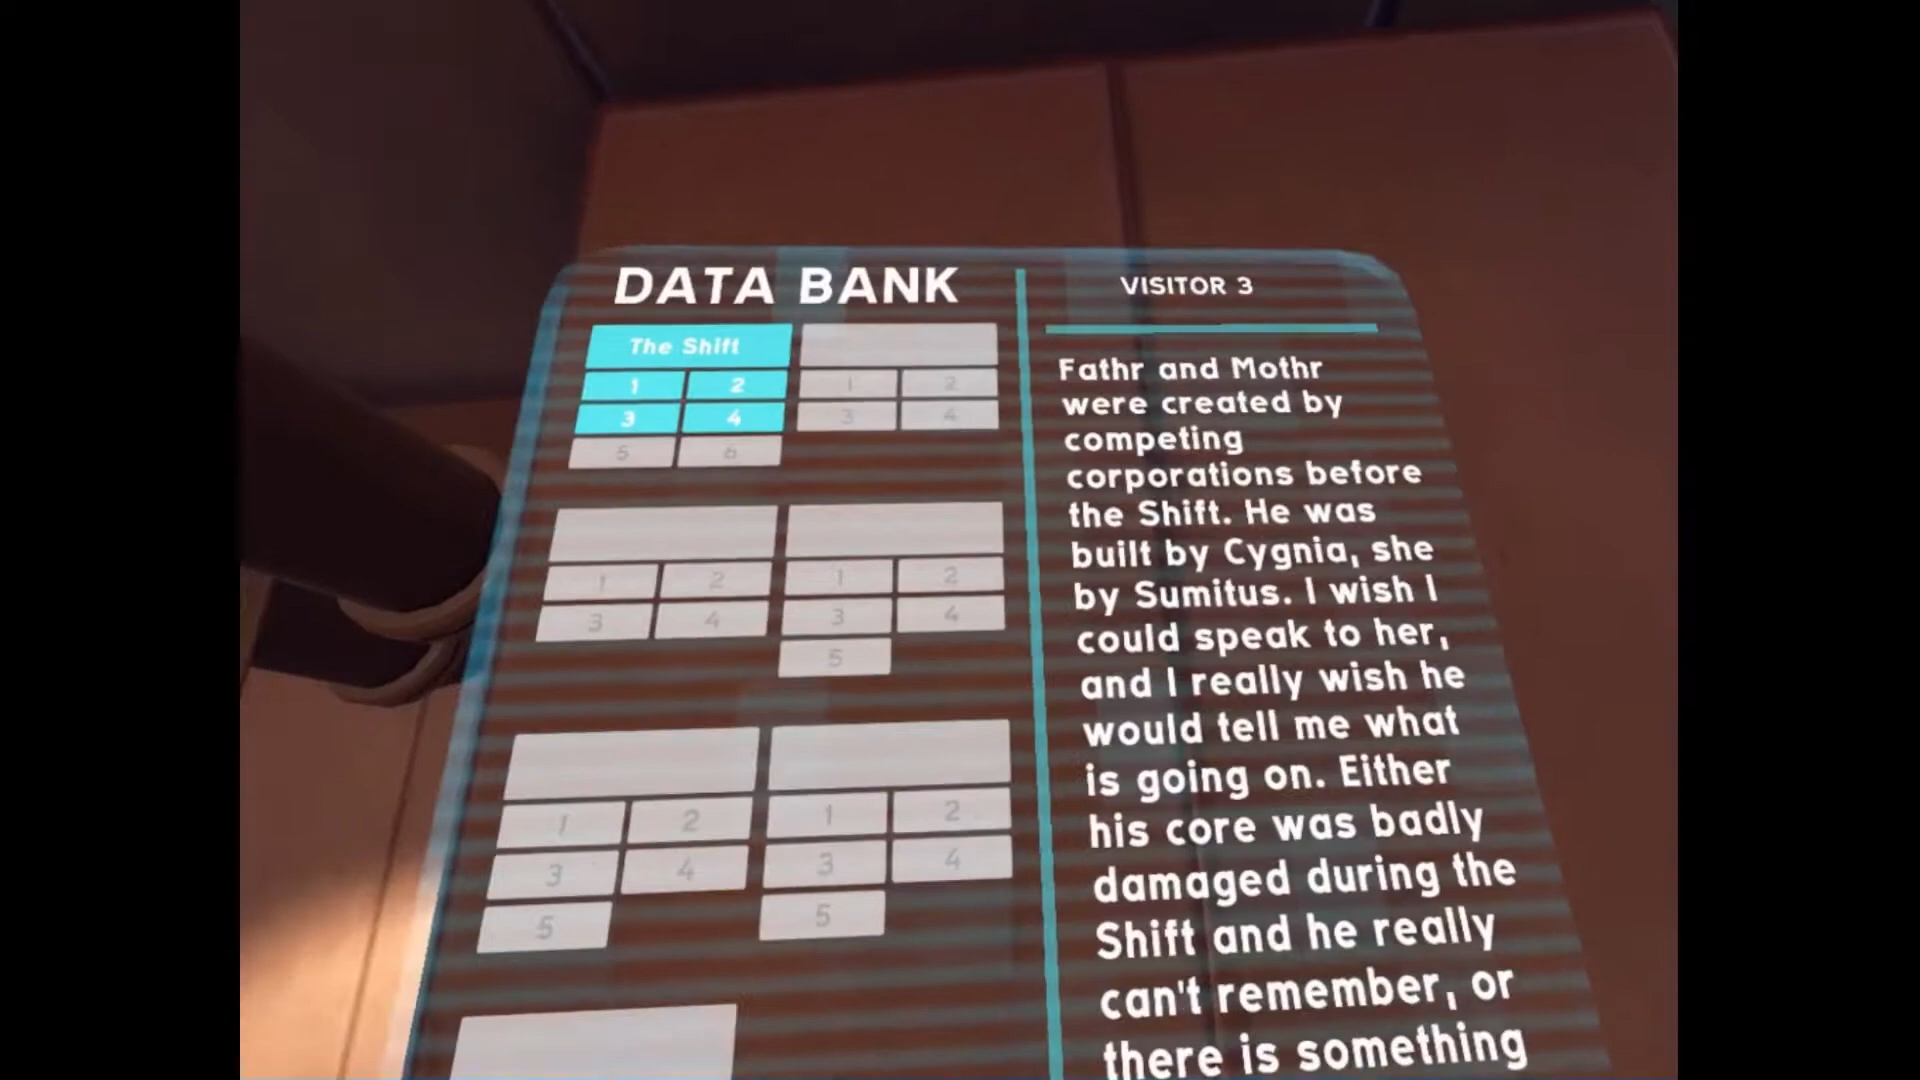 DATA BANK
The Shift
1 2
3 4
5 6
1 2
3 4
1 2
3 4
1 2
3 4
5
1 2
3 4
5
1 2
3 4
5
VISITOR 3
Fathr and Mothr
were created by
competing
corporations before
the Shift. He was
built by Cygnia, she
by Sumitus. I wish I
could speak to her,
and I really wish he
would tell me what
is going on. Either
his core was badly
damaged during the
Shift and he really
can't remember, or
there is something